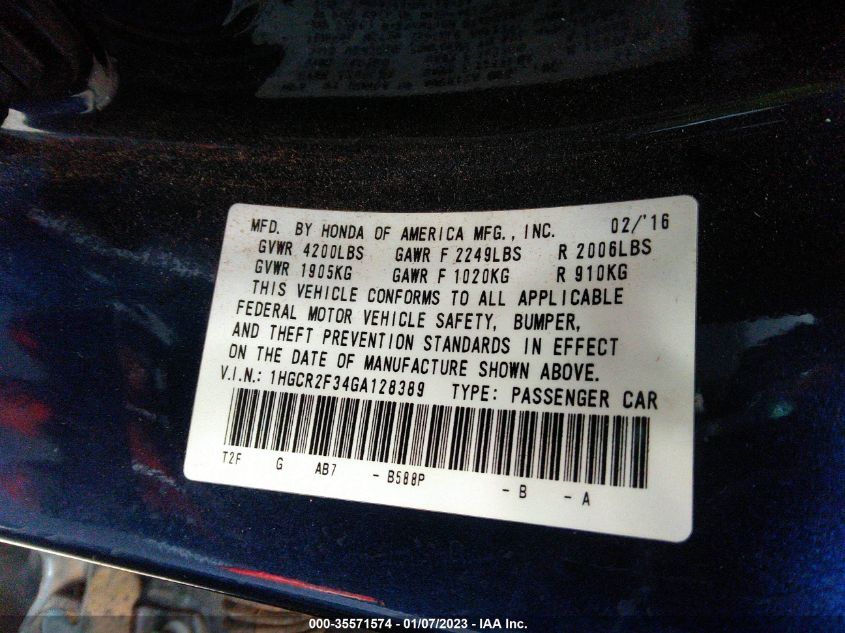 MFD. BY HONDA OF AMERICA MFG., INC. 02/'16
GVWR 4200LBS GAWR F 2249LBS R 2006LBS
GVWR 1905KG GAWR F 1020KG R 910KG
THIS VEHICLE CONFORMS TO ALL APPLICABLE
FEDERAL MOTOR VEHICLE SAFETY, BUMPER,
AND THEFT PREVENTION STANDARDS IN EFFECT
ON THE DATE OF MANUFACTURE SHOWN ABOVE.
V.I.N.: 1HGCR2F34GA128389 TYPE: PASSENGER CAR
T2F G AB7 - B588P - B - A
000-35571574 — 01/07/2023 - IAA Inc.